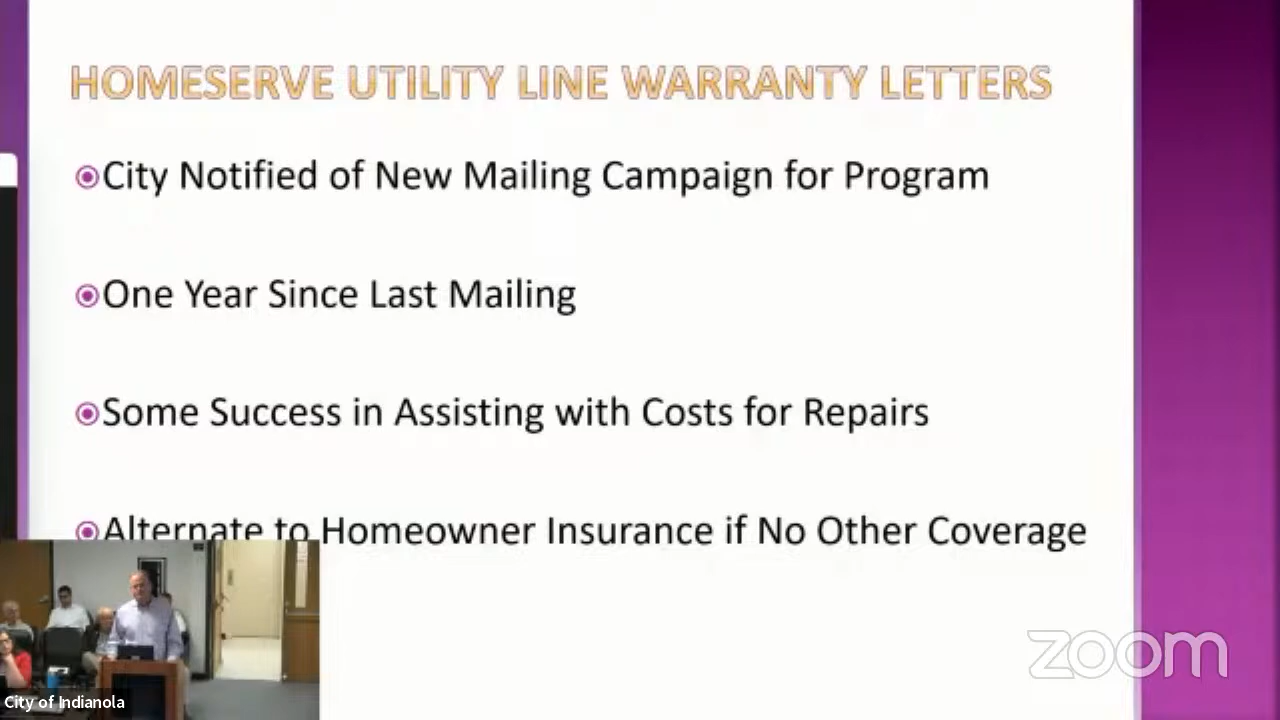 HOMESERVE UTILITY LINE WARRANTY LETTERS
City Notified of New Mailing Campaign for Program
One Year Since Last Mailing
Some Success in Assisting with Costs for Repairs
Alternate to Homeowner Insurance if No Other Coverage
zoom
City of Indianola